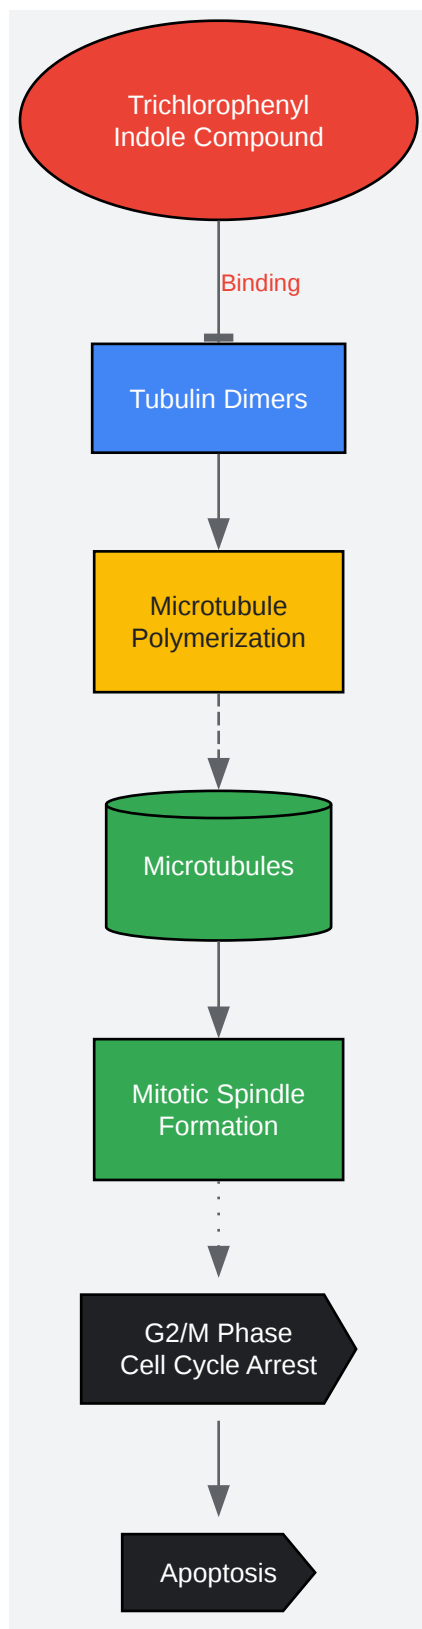 Trichlorophenyl
Indole Compound
Binding
Tubulin Dimers
Microtubule
Polymerization
Microtubules
Mitotic Spindle
Formation
G2/M Phase
Cell Cycle Arrest
Apoptosis